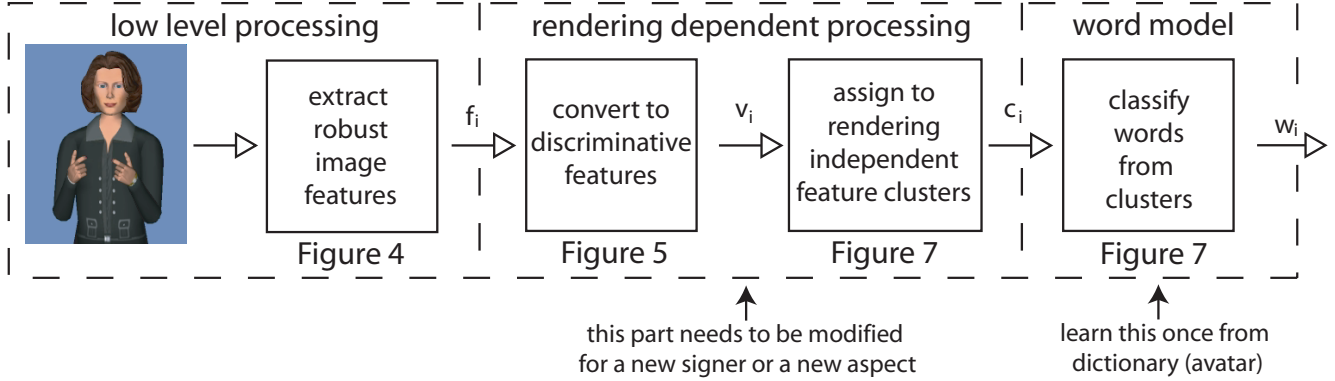 low level processing
rendering dependent processing
word model
extract
robust
image
features
Figure 4
f_i
convert to
discriminative
features
Figure 5
v_i
assign to
rendering
independent
feature clusters
Figure 7
c_i
classify
words
from
clusters
Figure 7
w_i
this part needs to be modified
for a new signer or a new aspect
learn this once from
dictionary (avatar)